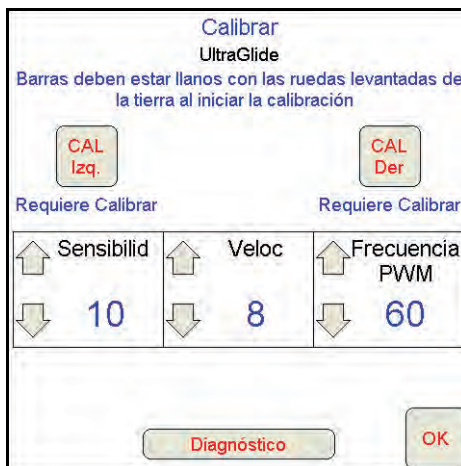 Calibrar
UltraGlide
Barras deben estar llanos con las ruedas levantadas de
la tierra al iniciar la calibración
CAL
Izq.
CAL
Der
Requiere Calibrar
Requiere Calibrar
Sensibilid
Veloc
Frecuencia
PWM
10
8
60
Diagnóstico
OK